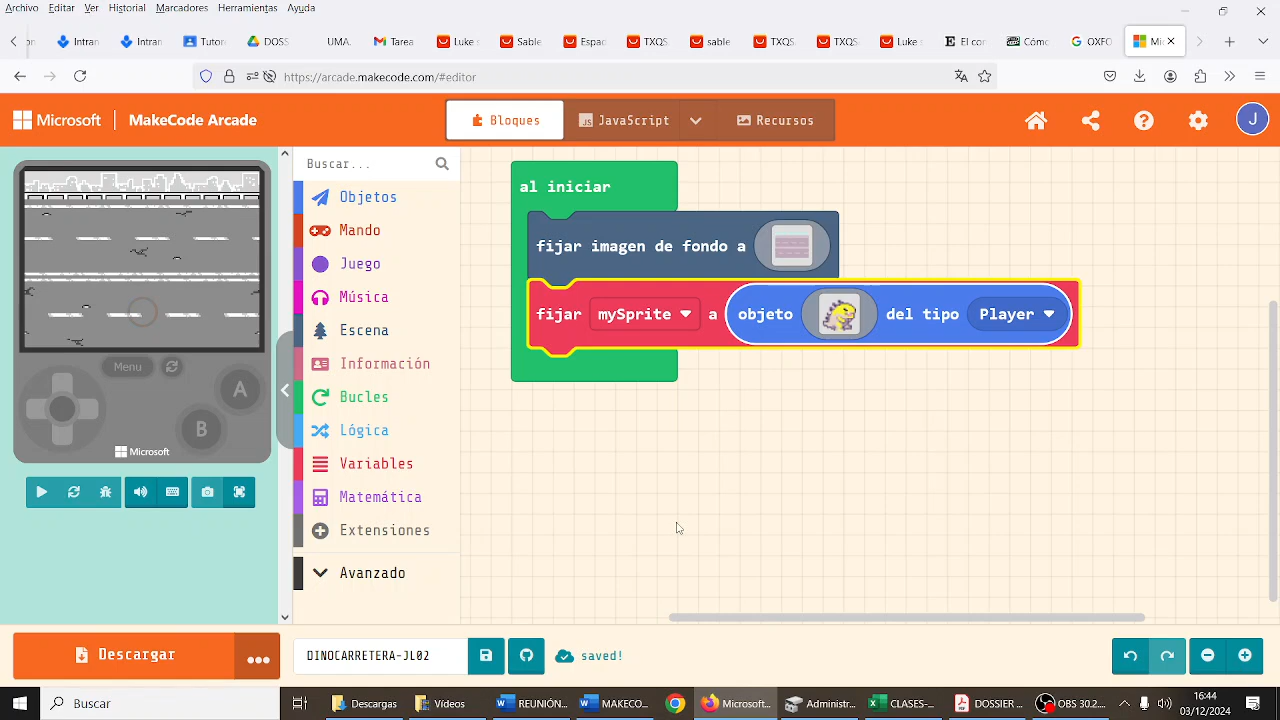 Archivo Editar Ver Historial Marcadores Herramientas Ayuda
Intran Intran Tutor DOSS UMA. Tarea Luke Sable Espac TXQS sable TXQS TXQS Luke El cor Cómo OXFO Mic
https://arcade.makecode.com/#editor
Microsoft MakeCode Arcade Bloques JavaScript Recursos J
Buscar...
Objetos
Mando
Juego
Música
Escena
Información
Bucles
Lógica
Variables
Matemática
Extensiones
Avanzado
al iniciar
fijar imagen de fondo a
fijar mySprite a objeto del tipo Player
Menu
A
B
Microsoft
Descargar
DINOCARRETERA-JL02
saved!
Buscar
Descargas
Vídeos
REUNIÓN...
MAKECO...
Microsof...
Administr...
CLASE-...
DOSSIER ...
OBS 30.2...
16:44
03/12/2024